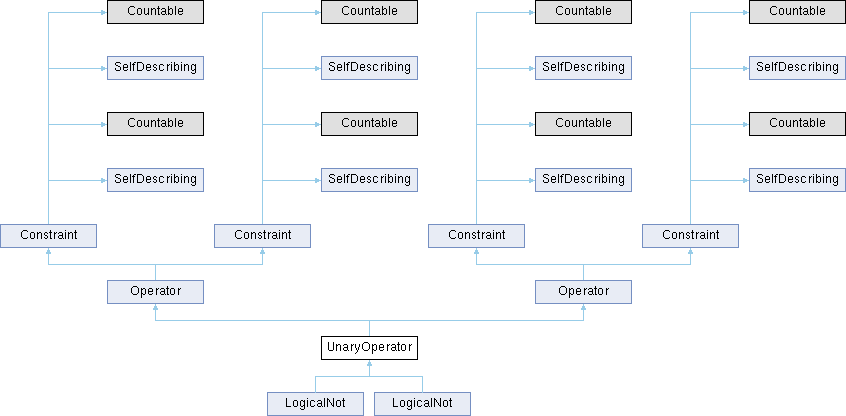 Countable Countable Countable Countable
SelfDescribing SelfDescribing SelfDescribing SelfDescribing
Countable Countable Countable Countable
SelfDescribing SelfDescribing SelfDescribing SelfDescribing
Constraint Constraint Constraint Constraint
Operator Operator
UnaryOperator
LogicalNot LogicalNot